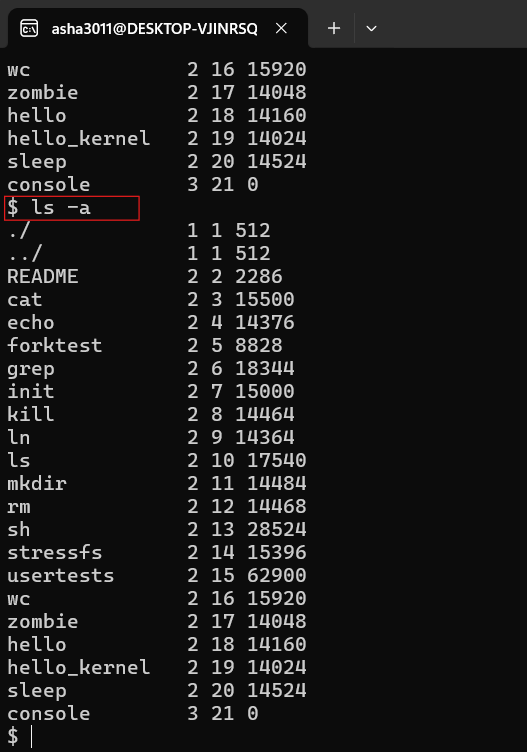 asha3011@DESKTOP-VJINRSQ
wc 2 16 15920
zombie 2 17 14048
hello 2 18 14160
hello_kernel 2 19 14024
sleep 2 20 14524
console 3 21 0
$ ls -a
./ 1 1 512
../ 1 1 512
README 2 2 2286
cat 2 3 15500
echo 2 4 14376
forktest 2 5 8828
grep 2 6 18344
init 2 7 15000
kill 2 8 14464
ln 2 9 14364
ls 2 10 17540
mkdir 2 11 14484
rm 2 12 14468
sh 2 13 28524
stressfs 2 14 15396
usertests 2 15 62900
wc 2 16 15920
zombie 2 17 14048
hello 2 18 14160
hello_kernel 2 19 14024
sleep 2 20 14524
console 3 21 0
$